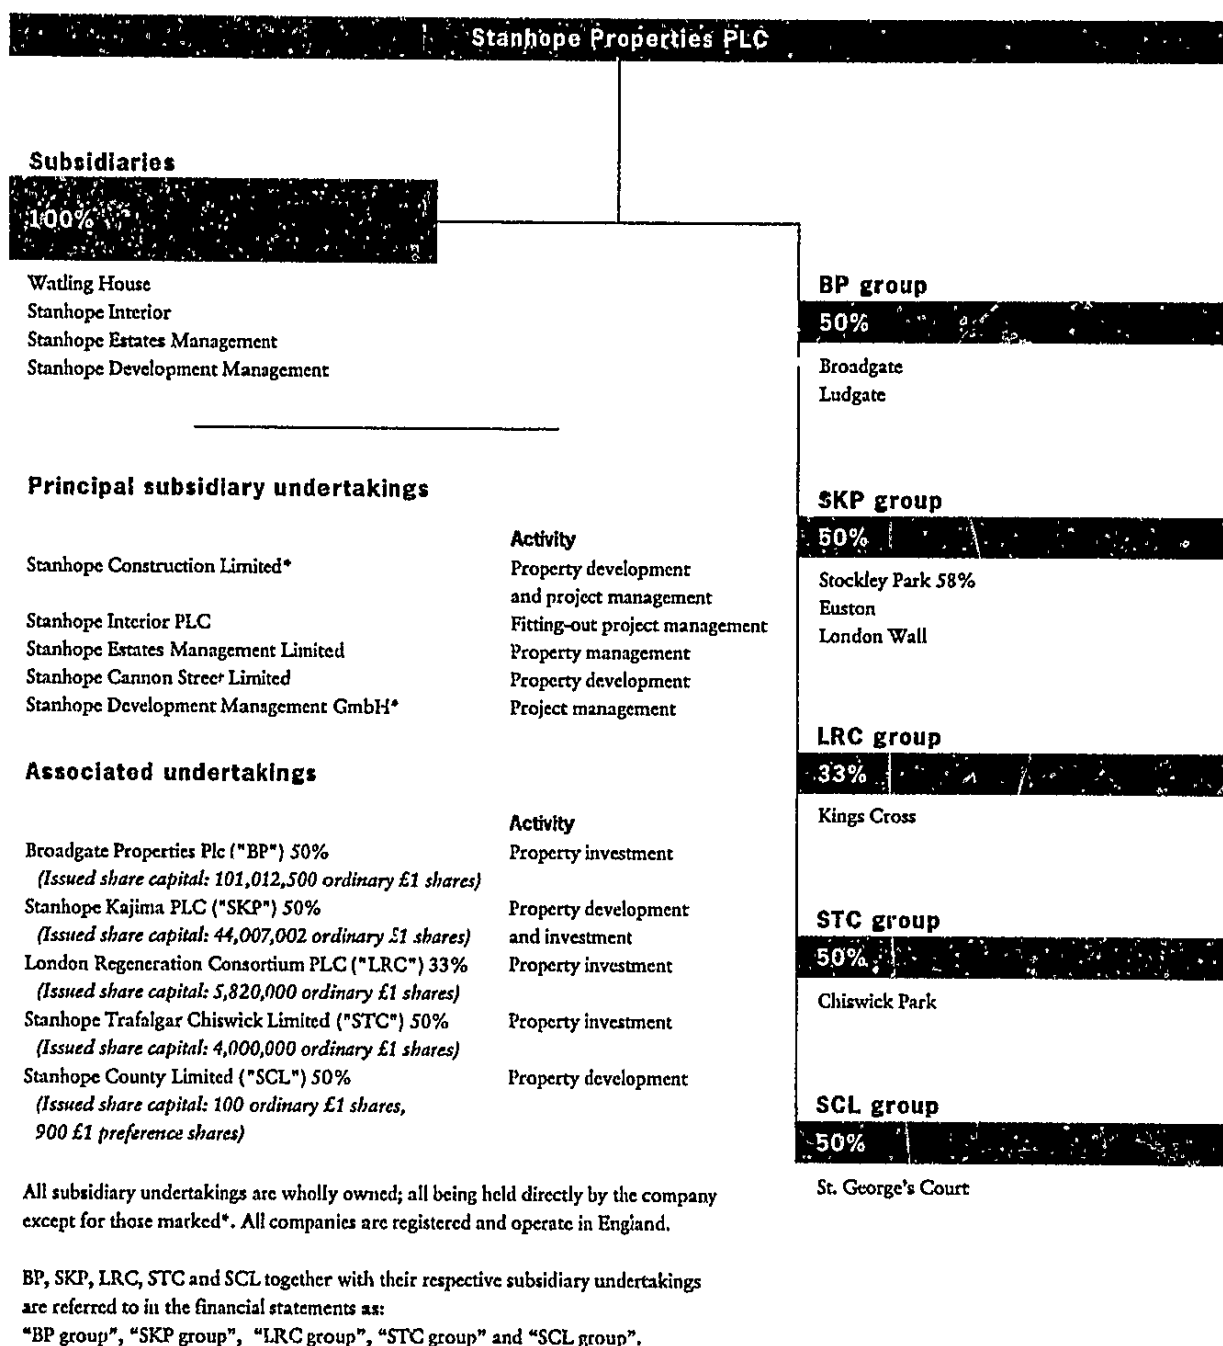 Stanhope Properties PLC
Subsidiaries
100%
Watling House
Stanhope Interior
Stanhope Estates Management
Stanhope Development Management
Principal subsidiary undertakings
Activity
Stanhope Construction Limited* Property development
and project management
Stanhope Interior PLC Fitting-out project management
Stanhope Estates Management Limited Property management
Stanhope Cannon Street Limited Property development
Stanhope Development Management GmbH* Project management
Associated undertakings
Activity
Broadgate Properties Plc ("BP") 50% Property investment
(Issued share capital: 101,012,500 ordinary £1 shares)
Stanhope Kajima PLC ("SKP") 50% Property development
(Issued share capital: 44,007,002 ordinary £1 shares) and investment
London Regeneration Consortium PLC ("LRC") 33% Property investment
(Issued share capital: 5,820,000 ordinary £1 shares)
Stanhope Trafalgar Chiswick Limited ("STC") 50% Property investment
(Issued share capital: 4,000,000 ordinary £1 shares)
Stanhope County Limited ("SCL") 50% Property development
(Issued share capital: 100 ordinary £1 shares,
900 £1 preference shares)
All subsidiary undertakings are wholly owned; all being held directly by the company
except for those marked*. All companies are registered and operate in England.
BP, SKP, LRC, STC and SCL together with their respective subsidiary undertakings
are referred to in the financial statements as:
"BP group", "SKP group", "LRC group", "STC group" and "SCL group".
BP group
50%
Broadgate
Ludgate
SKP group
50%
Stockley Park 58%
Euston
London Wall
LRC group
33%
Kings Cross
STC group
50%
Chiswick Park
SCL group
50%
St. George's Court